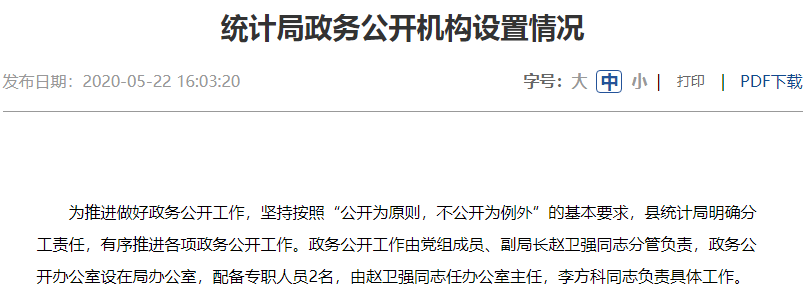 统计局政务公开机构设置情况
发布日期：2020-05-22 16:03:20 字号：大 中 小 | 打印 | PDF下载
为推进做好政务公开工作，坚持按照“公开为原则，不公开为例外”的基本要求，县统计局明确分
工责任，有序推进各项政务公开工作。政务公开工作由党组成员、副局长赵卫强同志分管负责，政务公
开办公室设在局办公室，配备专职人员2名，由赵卫强同志任办公室主任，李方科同志负责具体工作。